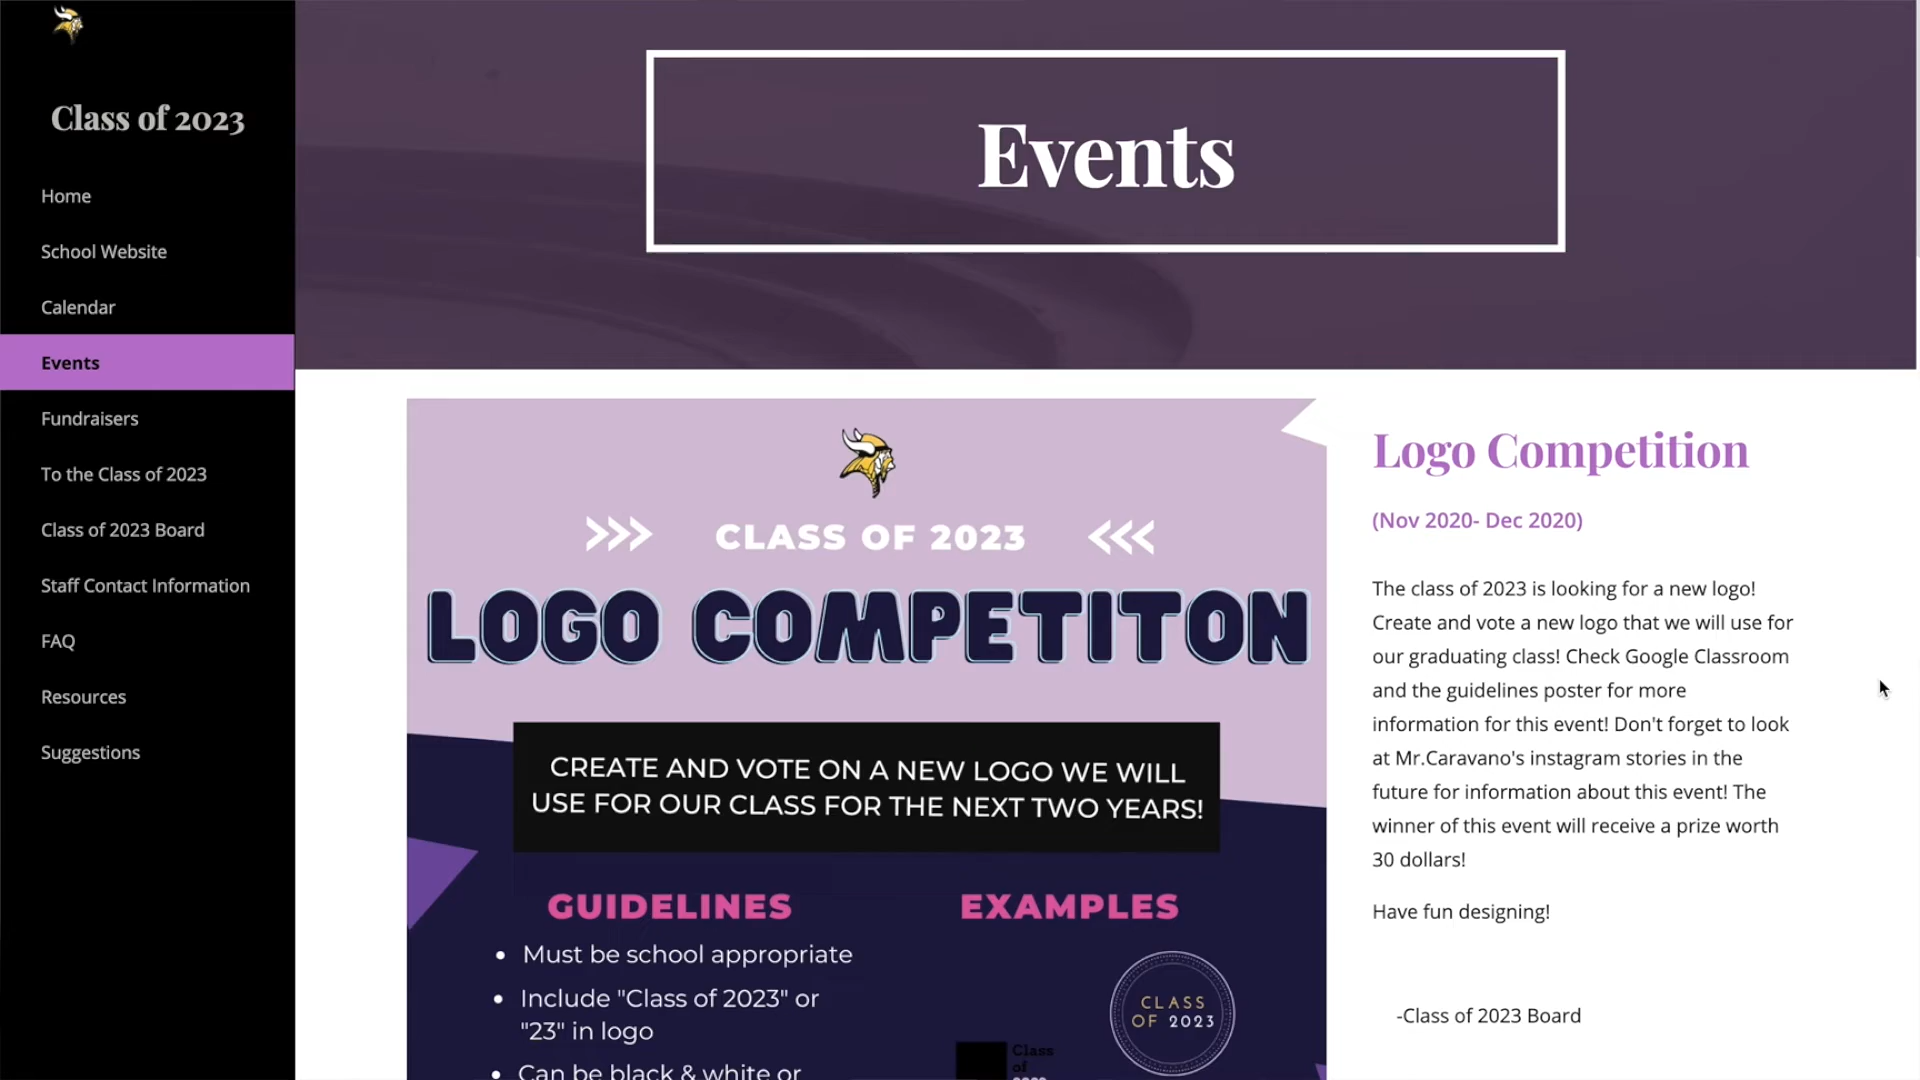 Class of 2023
Home
School Website
Calendar
Events
Fundraisers
To the Class of 2023
Class of 2023 Board
Staff Contact Information
FAQ
Resources
Suggestions
Events
>>> CLASS OF 2023 <<<
LOGO COMPETITON
CREATE AND VOTE ON A NEW LOGO WE WILL
USE FOR OUR CLASS FOR THE NEXT TWO YEARS!
GUIDELINES
• Must be school appropriate
• Include "Class of 2023" or
"23" in logo
• Can be black & white or
EXAMPLES
CLASS
OF 2023
Class
of
2023
Logo Competition
(Nov 2020- Dec 2020)
The class of 2023 is looking for a new logo!
Create and vote a new logo that we will use for
our graduating class! Check Google Classroom
and the guidelines poster for more
information for this event! Don't forget to look
at Mr.Caravano's instagram stories in the
future for information about this event! The
winner of this event will receive a prize worth
30 dollars!
Have fun designing!
-Class of 2023 Board